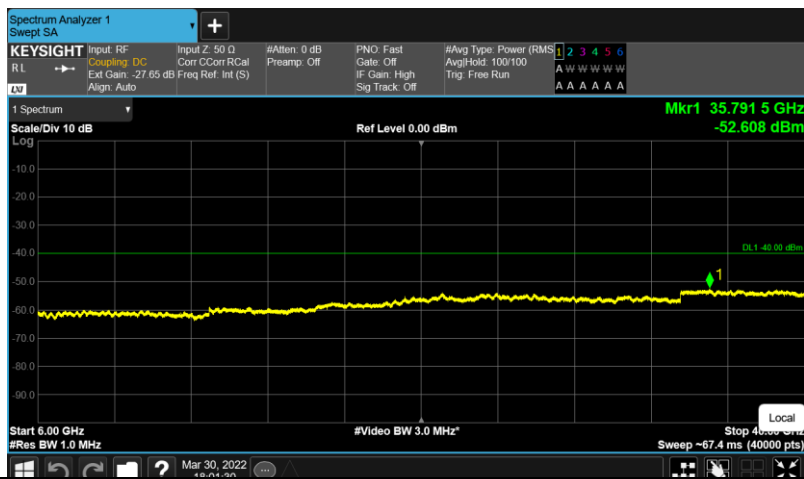 Spectrum Analyzer 1
Swept SA
+
KEYSIGHT Input: RF Input Z: 50 Ω #Atten: 0 dB PNO: Fast #Avg Type: Power (RMS 1 2 3 4 5 6
R L Coupling: DC Corr CCorr RCal Preamp: Off Gate: Off Avg|Hold: 100/100 A W W W W W
Ext Gain: -27.65 dB Freq Ref: Int (S) IF Gain: High Trig: Free Run
LXI Align: Auto Sig Track: Off A A A A A A
1 Spectrum Mkr1 35.791 5 GHz
Scale/Div 10 dB Ref Level 0.00 dBm -52.608 dBm
Log
-10.0
-20.0
-30.0
-40.0 DL1 -40.00 dBm
1
-50.0
-60.0
-70.0
-80.0
-90.0
Local
Start 6.00 GHz #Video BW 3.0 MHz* Stop
#Res BW 1.0 MHz Sweep ~67.4 ms (40000 pts)
? Mar 30, 2022